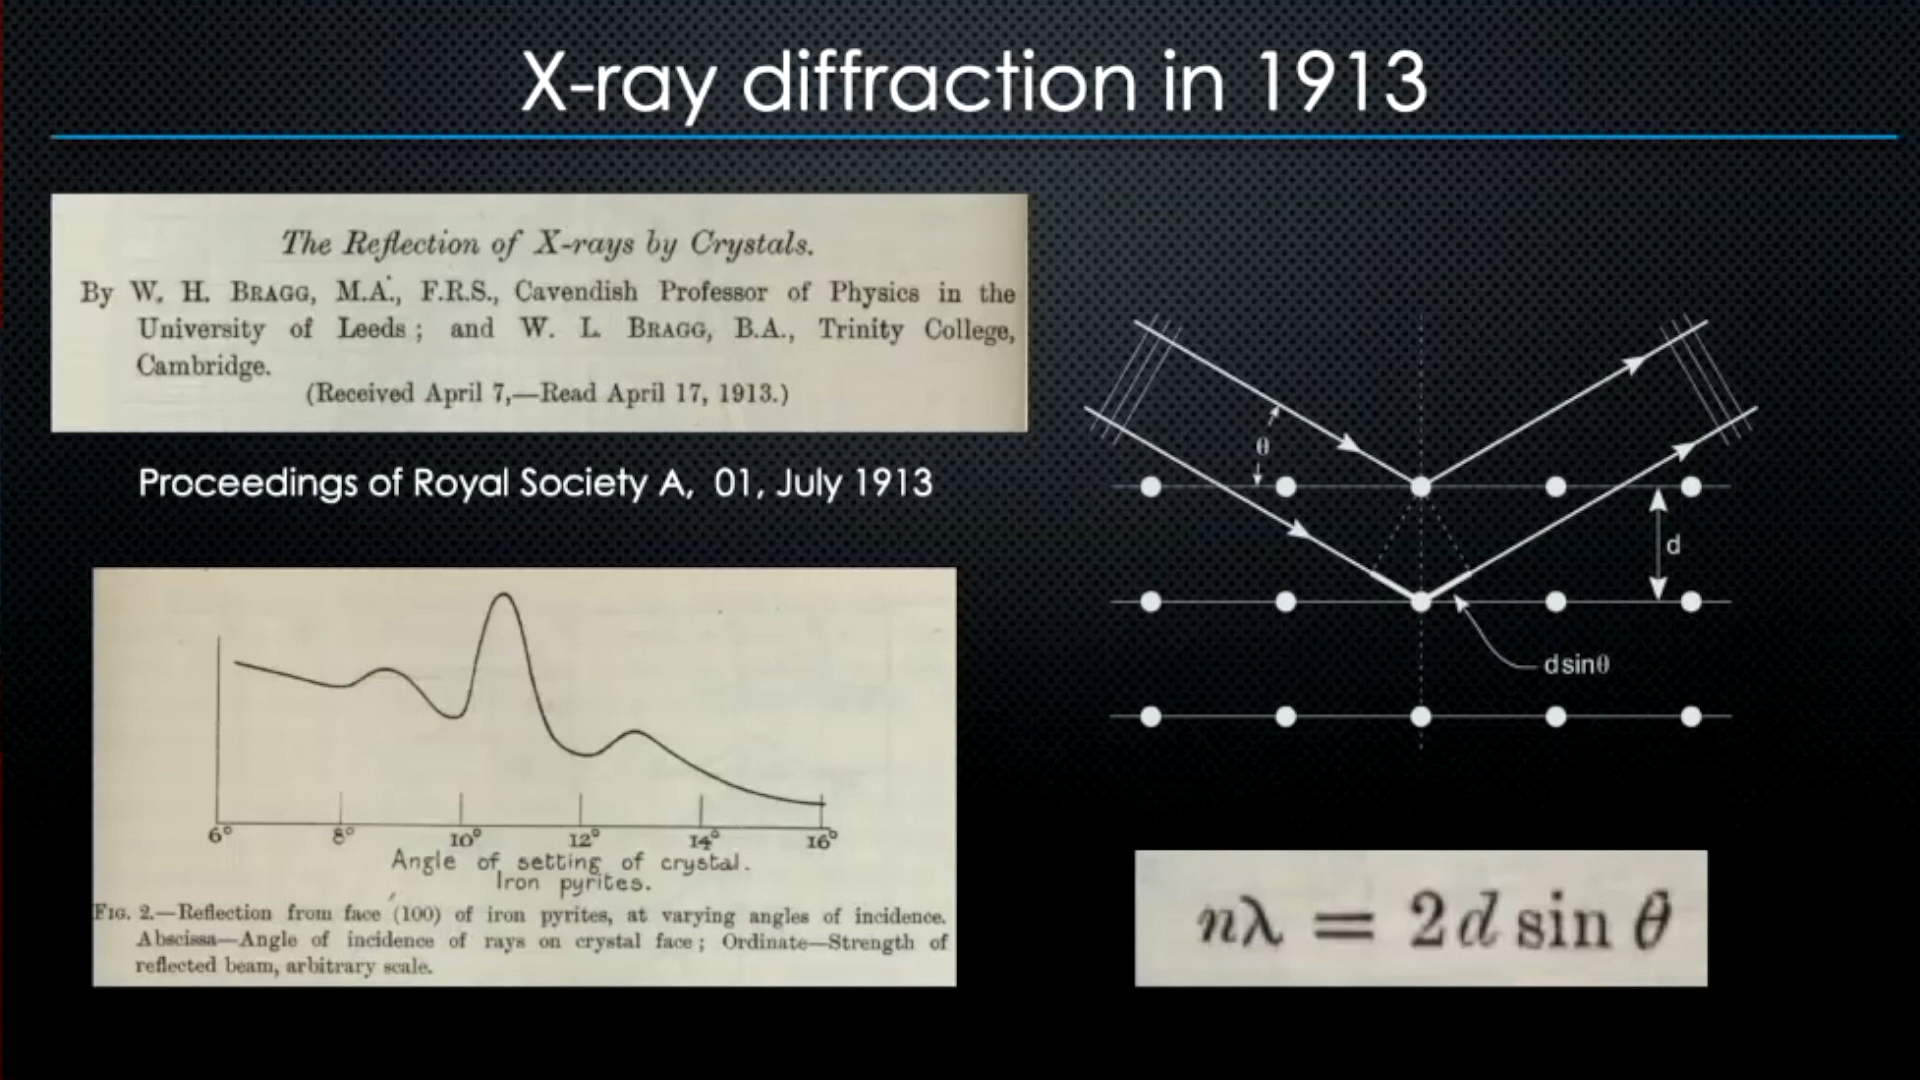 X-ray diffraction in 1913
The Reflection of X-rays by Crystals.
By W. H. BRAGG, M.A., F.R.S., Cavendish Professor of Physics in the
University of Leeds ; and W. L. BRAGG, B.A., Trinity College,
Cambridge.
(Received April 7,—Read April 17, 1913.)
Proceedings of Royal Society A, 01, July 1913
6° 8° 10° 12° 14° 16°
Angle of setting of crystal.
Iron pyrites.
FIG. 2.—Reflection from face (100) of iron pyrites, at varying angles of incidence.
Abscissa—Angle of incidence of rays on crystal face ; Ordinate—Strength of
reflected beam, arbitrary scale.
θ
d
dsinθ
nλ = 2d sin θ